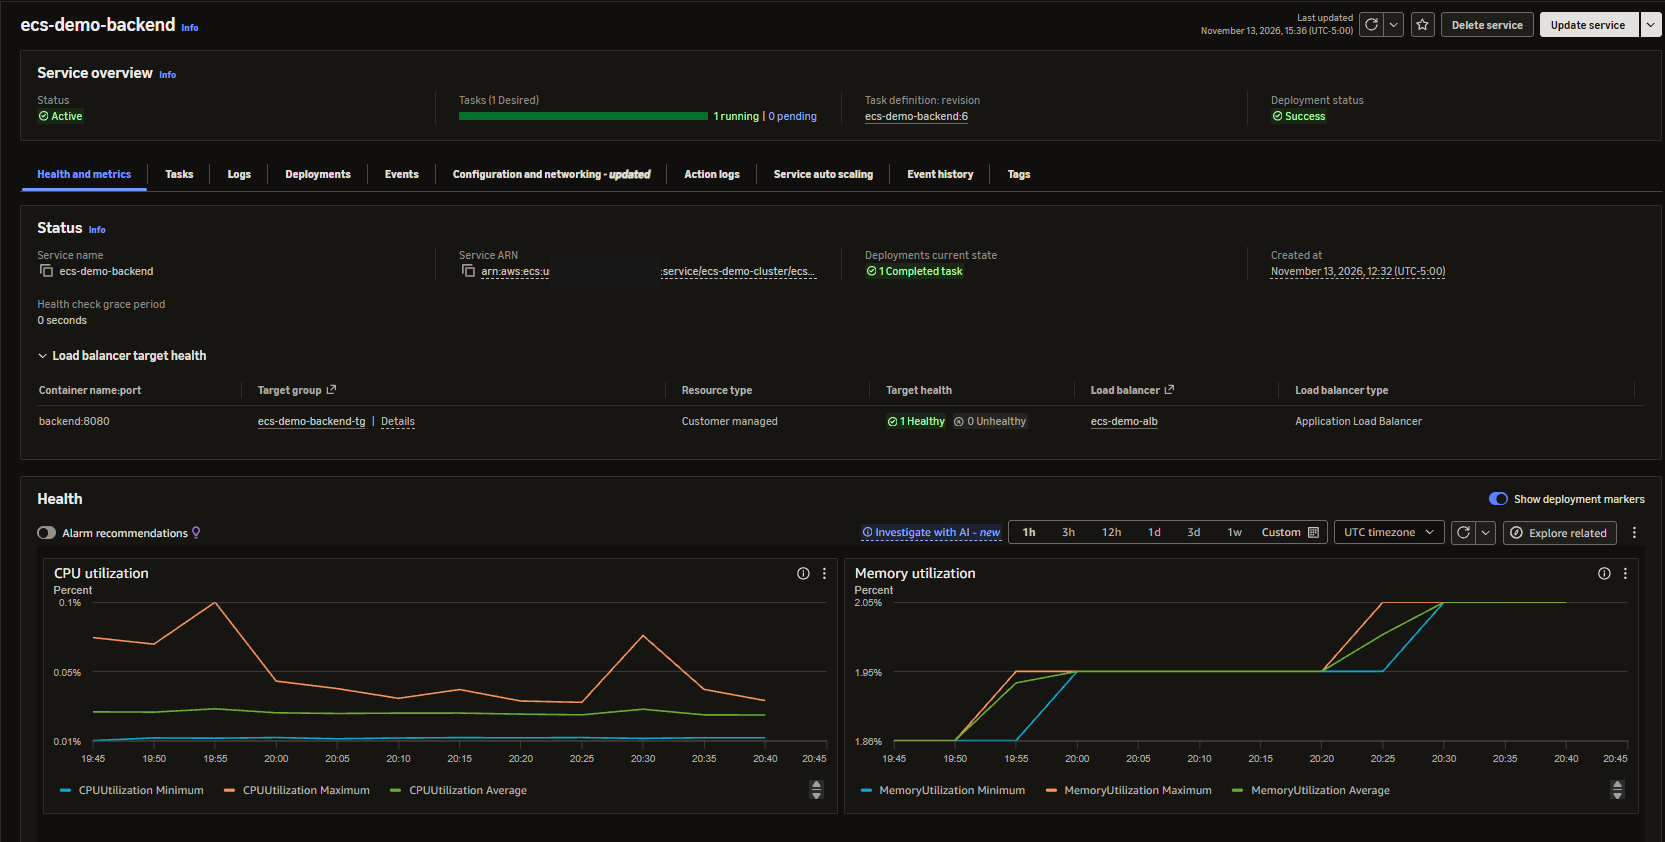 ecs-demo-backend Info
Last updated
November 13, 2026, 15:36 (UTC-5:00)
Delete service
Update service
Service overview Info
Status
Active
Tasks (1 Desired)
1 running | 0 pending
Task definition: revision
ecs-demo-backend:6
Deployment status
Success
Health and metrics
Tasks
Logs
Deployments
Events
Configuration and networking - updated
Action logs
Service auto scaling
Event history
Tags
Status Info
Service name
ecs-demo-backend
Service ARN
arn:aws:ecs:u :service/ecs-demo-cluster/ecs...
Deployments current state
1 Completed task
Created at
November 13, 2026, 12:32 (UTC-5:00)
Health check grace period
0 seconds
Load balancer target health
Container name:port
Target group
Resource type
Target health
Load balancer
Load balancer type
backend:8080
ecs-demo-backend-tg | Details
Customer managed
1 Healthy 0 Unhealthy
ecs-demo-alb
Application Load Balancer
Health
Show deployment markers
Alarm recommendations
Investigate with AI - new
1h 3h 12h 1d 3d 1w Custom
UTC timezone
Explore related
CPU utilization
Percent
0.1%
0.05%
0.01%
19:45 19:50 19:55 20:00 20:05 20:10 20:15 20:20 20:25 20:30 20:35 20:40 20:45
CPUUtilization Minimum CPUUtilization Maximum CPUUtilization Average
Memory utilization
Percent
2.05%
1.95%
1.86%
19:45 19:50 19:55 20:00 20:05 20:10 20:15 20:20 20:25 20:30 20:35 20:40 20:45
MemoryUtilization Minimum MemoryUtilization Maximum MemoryUtilization Average